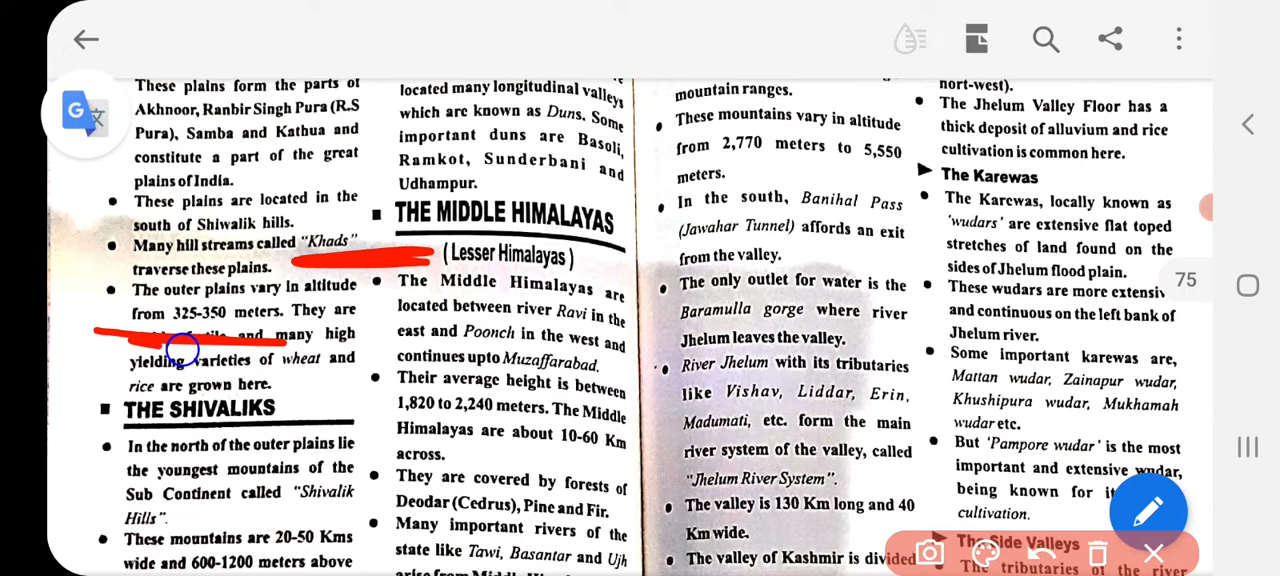 These plains form the parts of
Akhnoor, Ranbir Singh Pura (R.S
Pura), Samba and Kathua and
constitute a part of the great
plains of India.
• These plains are located in the
south of Shiwalik hills.
• Many hill streams called "Khads"
traverse these plains.
• The outer plains vary in altitude
from 325-350 meters. They are
and many high
yielding varieties of wheat and
rice are grown here.
■ THE SHIVALIKS
• In the north of the outer plains lie
the youngest mountains of the
Sub Continent called "Shivalik
Hills".
• These mountains are 20-50 Kms
wide and 600-1200 meters above
located many longitudinal valleys
which are known as Duns. Some
important duns are Basoli,
Ramkot, Sunderbani and
Udhampur.
■ THE MIDDLE HIMALAYAS
(Lesser Himalayas)
• The Middle Himalayas are
located between river Ravi in the
east and Poonch in the west and
continues upto Muzaffarabad.
• Their average height is between
1,820 to 2,240 meters. The Middle
Himalayas are about 10-60 Km
across.
• They are covered by forests of
Deodar (Cedrus), Pine and Fir.
• Many important rivers of the
state like Tawi, Basantar and Ujh
arise from Middle
mountain ranges.
• These mountains vary in altitude
from 2,770 meters to 5,550
meters.
• In the south, Banihal Pass
(Jawahar Tunnel) affords an exit
from the valley.
• The only outlet for water is the
Baramulla gorge where river
Jhelum leaves the valley.
• River Jhelum with its tributaries
like Vishav, Liddar, Erin,
Madumati, etc. form the main
river system of the valley, called
"Jhelum River System".
• The valley is 130 Km long and 40
Km wide.
• The valley of Kashmir is divided
nort-west).
• The Jhelum Valley Floor has a
thick deposit of alluvium and rice
cultivation is common here.
► The Karewas
• The Karewas, locally known as
'wudars' are extensive flat toped
stretches of land found on the
sides of Jhelum flood plain.
• These wudars are more extensiv
and continuous on the left bank of
Jhelum river.
• Some important karewas are,
Mattan wudar, Zainapur wudar,
Khushipura wudar, Mukhamah
wudar etc.
• But 'Pampore wudar' is the most
important and extensive wudar,
being known for
cultivation.
► The Side Valleys
• The tributaries of the river
75
G